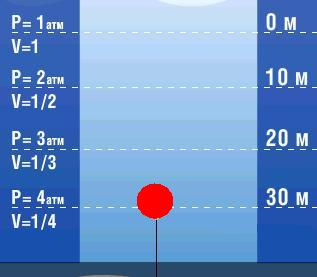 P= 1атм 0 м
V=1
P= 2атм 10 м
V=1/2
P= 3атм 20 м
V=1/3
P= 4атм 30 м
V=1/4